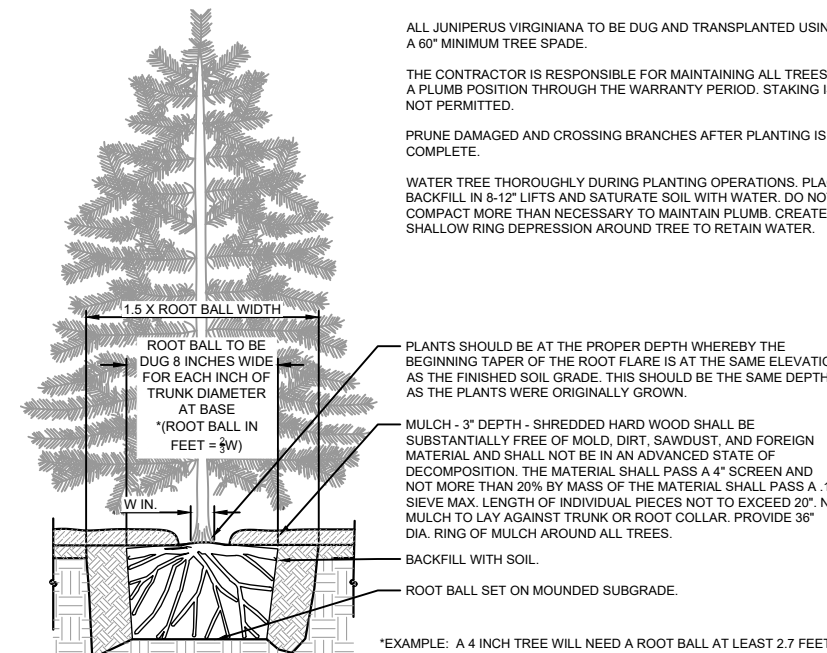 ALL JUNIPERUS VIRGINIANA TO BE DUG AND TRANSPLANTED
A 60" MINIMUM TREE SPADE.
THE CONTRACTOR IS RESPONSIBLE FOR MAINTAINING ALL TREES
A PLUMB POSITION THROUGH THE WARRANTY PERIOD. STAKING
NOT PERMITTED.
PRUNE DAMAGED AND CROSSING BRANCHES AFTER PLANTING IS
COMPLETE.
WATER TREE THOROUGHLY DURING PLANTING OPERATIONS.
BACKFILL IN 8-12" LIFTS AND SATURATE SOIL WITH WATER. DO
COMPACT MORE THAN NECESSARY TO MAINTAIN PLUMB. CREATE
SHALLOW RING DEPRESSION AROUND TREE TO RETAIN WATER.
1.5 X ROOT BALL WIDTH
ROOT BALL TO BE
DUG 8 INCHES WIDE
FOR EACH INCH OF
TRUNK DIAMETER
AT BASE
*(ROOT BALL IN
FEET = ⅔W)
W IN.
PLANTS SHOULD BE AT THE PROPER DEPTH WHEREBY THE
BEGINNING TAPER OF THE ROOT FLARE IS AT THE SAME
AS THE FINISHED SOIL GRADE. THIS SHOULD BE THE SAME DEPTH
AS THE PLANTS WERE ORIGINALLY GROWN.
MULCH - 3" DEPTH - SHREDDED HARD WOOD SHALL BE
SUBSTANTIALLY FREE OF MOLD, DIRT, SAWDUST, AND FOREIGN
MATERIAL AND SHALL NOT BE IN AN ADVANCED STATE OF
DECOMPOSITION. THE MATERIAL SHALL PASS A 4" SCREEN AND
NOT MORE THAN 20% BY MASS OF THE MATERIAL SHALL PASS A
SIEVE MAX. LENGTH OF INDIVIDUAL PIECES NOT TO EXCEED 20".
MULCH TO LAY AGAINST TRUNK OR ROOT COLLAR. PROVIDE 36"
DIA. RING OF MULCH AROUND ALL TREES.
BACKFILL WITH SOIL.
ROOT BALL SET ON MOUNDED SUBGRADE.
*EXAMPLE: A 4 INCH TREE WILL NEED A ROOT BALL AT LEAST 2.7 FEET